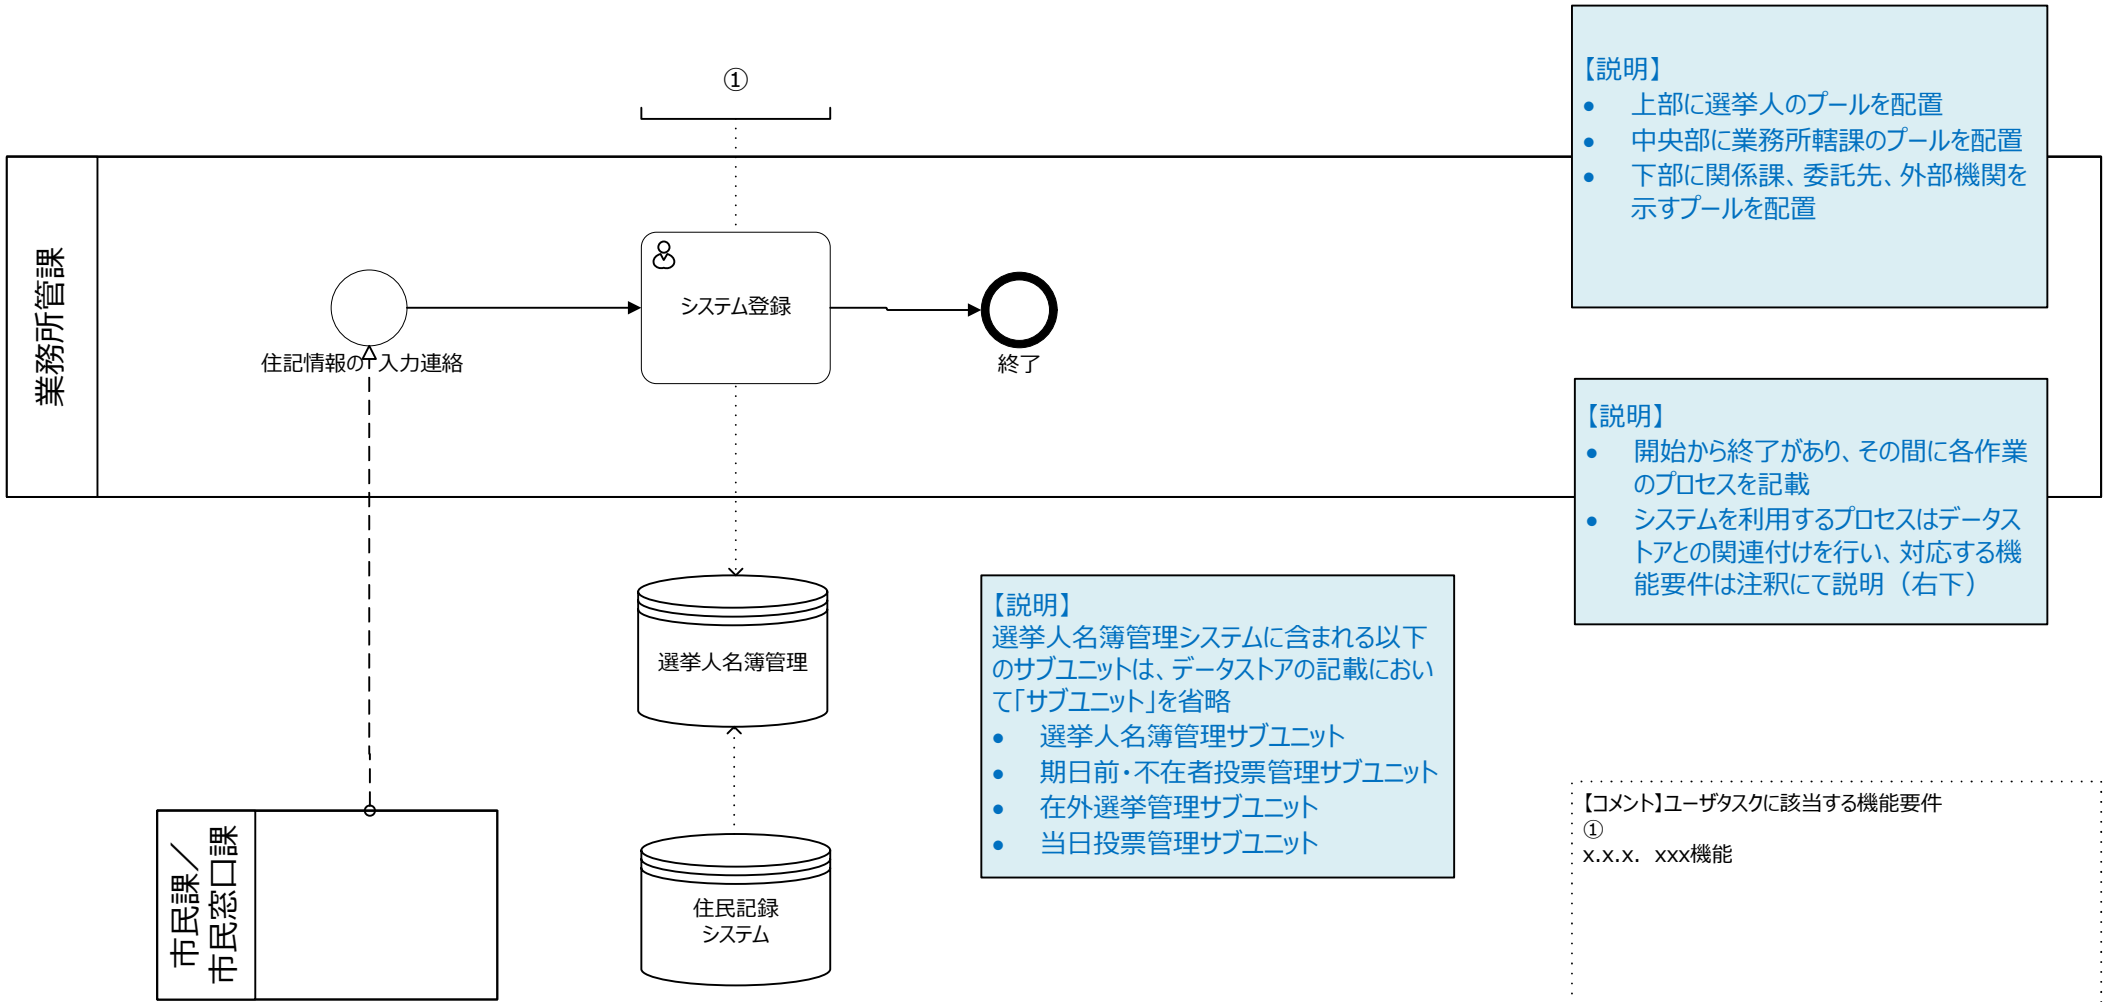 ①
【説明】
• 上部に選挙人のプールを配置
• 中央部に業務所轄課のプールを配置
• 下部に関係課、委託先、外部機関を
示すプールを配置
業務所管課
システム登録
住記情報の 入力連絡
終了
【説明】
• 開始から終了があり、その間に各作業
のプロセスを記載
• システムを利用するプロセスはデータス
トアとの関連付けを行い、対応する機
能要件は注釈にて説明（右下）
選挙人名簿管理
【説明】
選挙人名簿管理システムに含まれる以下
のサブユニットは、データストアの記載におい
て「サブユニット」を省略
• 選挙人名簿管理サブユニット
• 期日前・不在者投票管理サブユニット
• 在外選挙管理サブユニット
• 当日投票管理サブユニット
市民課／
市民窓口課
住民記録
システム
【コメント】ユーザタスクに該当する機能要件
①
x.x.x. xxx機能